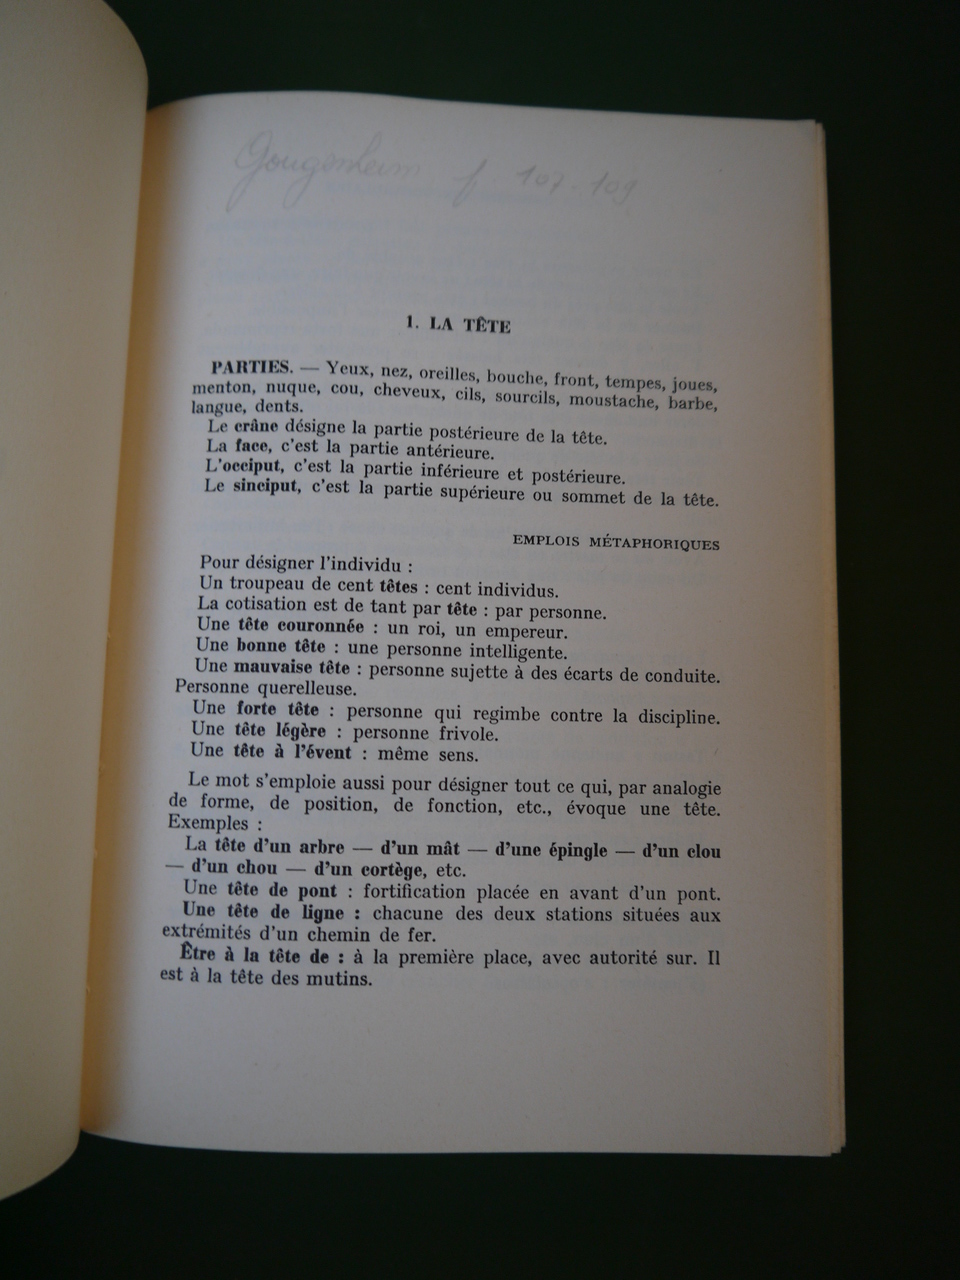 Gougenheim f. 107-109
1. LA TÊTE
PARTIES. — Yeux, nez, oreilles, bouche, front, tempes, joues,
menton, nuque, cou, cheveux, cils, sourcils, moustache, barbe,
langue, dents.
Le crâne désigne la partie postérieure de la tête.
La face, c'est la partie antérieure.
L'occiput, c'est la partie inférieure et postérieure.
Le sinciput, c'est la partie supérieure ou sommet de la tête.
EMPLOIS MÉTAPHORIQUES
Pour désigner l'individu :
Un troupeau de cent têtes : cent individus.
La cotisation est de tant par tête : par personne.
Une tête couronnée : un roi, un empereur.
Une bonne tête : une personne intelligente.
Une mauvaise tête : personne sujette à des écarts de conduite.
Personne querelleuse.
Une forte tête : personne qui regimbe contre la discipline.
Une tête légère : personne frivole.
Une tête à l'évent : même sens.
Le mot s'emploie aussi pour désigner tout ce qui, par analogie
de forme, de position, de fonction, etc., évoque une tête.
Exemples :
La tête d'un arbre — d'un mât — d'une épingle — d'un clou
— d'un chou — d'un cortège, etc.
Une tête de pont : fortification placée en avant d'un pont.
Une tête de ligne : chacune des deux stations situées aux
extrémités d'un chemin de fer.
Être à la tête de : à la première place, avec autorité sur. Il
est à la tête des mutins.